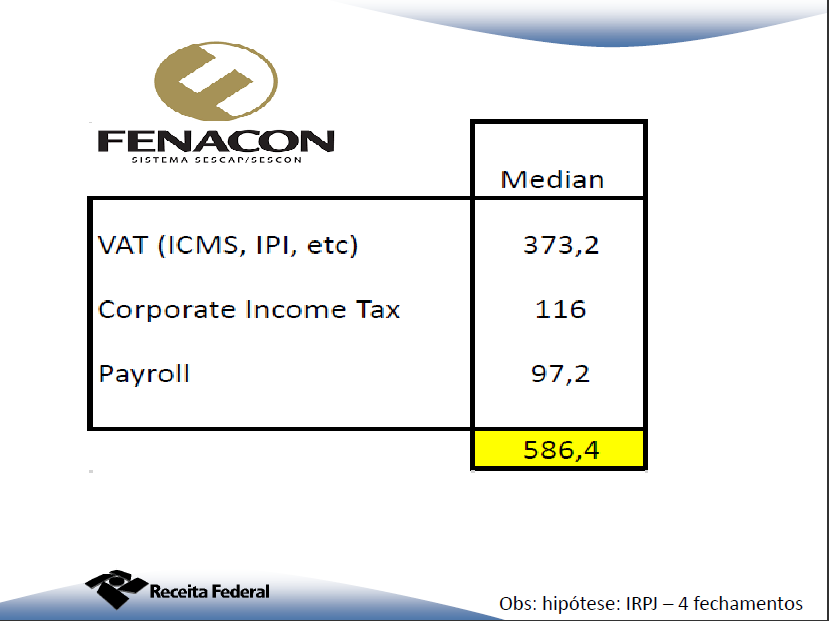 FENACON
SISTEMA SESCAP/SESCON
Median
VAT (ICMS, IPI, etc) 373,2
Corporate Income Tax 116
Payroll 97,2
586,4
Receita Federal
Obs: hipótese: IRPJ – 4 fechamentos